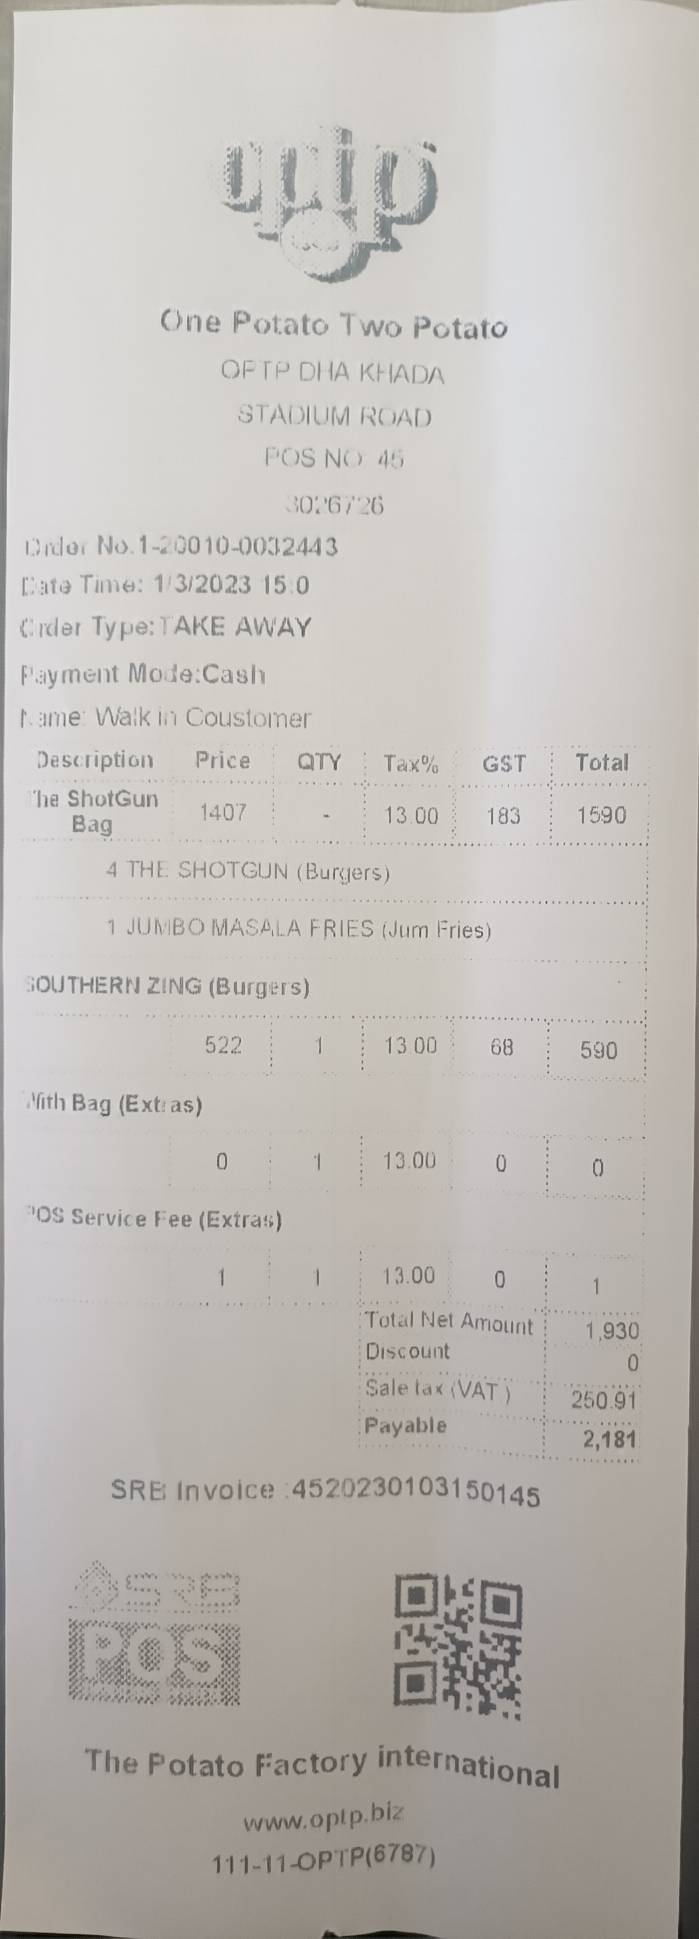 optp
One Potato Two Potato
OPTP DHA KHADA
STADIUM ROAD
POS NO 45
3026726
Order No.1-20010-0032443
Date Time: 1/3/2023 15:0
Order Type:TAKE AWAY
Payment Mode:Cash
Name: Walk in Coustomer
Description Price QTY Tax% GST Total
The ShotGun Bag 1407 - 13.00 183 1590
4 THE SHOTGUN (Burgers)
1 JUMBO MASALA FRIES (Jum Fries)
SOUTHERN ZING (Burgers)
522 1 13.00 68 590
With Bag (Extras)
0 1 13.00 0 0
POS Service Fee (Extras)
1 1 13.00 0 1
Total Net Amount 1,930
Discount 0
Sale tax (VAT ) 250.91
Payable 2,181
SRB Invoice :4520230103150145
SRB
POS
The Potato Factory international
www.optp.biz
111-11-OPTP(6787)